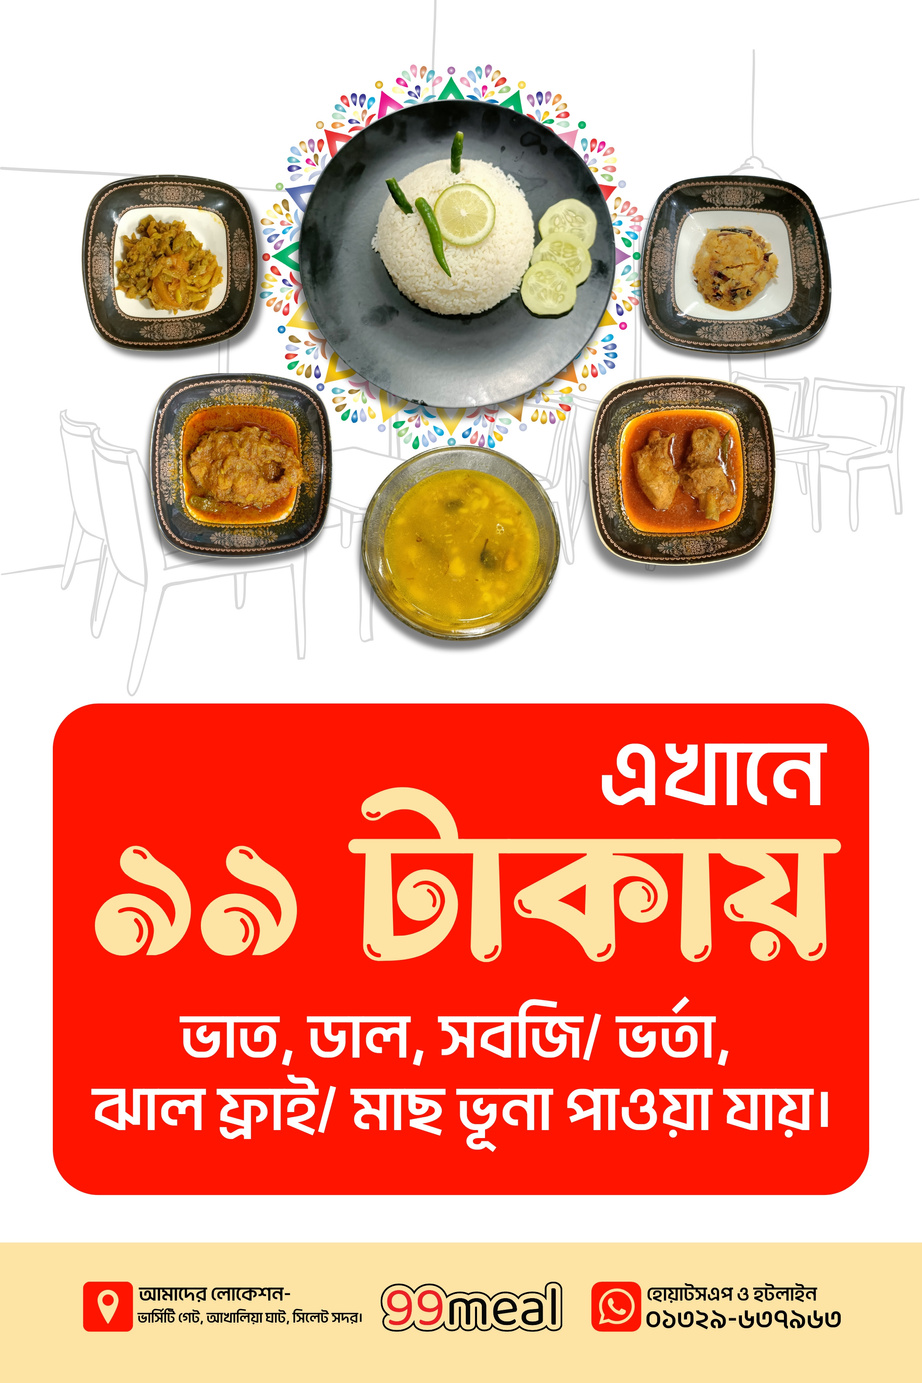 এখানে
৯৯ টাকায়
ভাত, ডাল, সবজি/ ভর্তা,
ঝাল ফ্রাই/ মাছ ভূনা পাওয়া যায়।
আমাদের লোকেশন-
ভার্সিটি গেট, আখালিয়া ঘাট, সিলেট সদর।
99meal
হোয়াটসএপ ও হটলাইন
০১৩২৯-৬৩৭৯৬৩